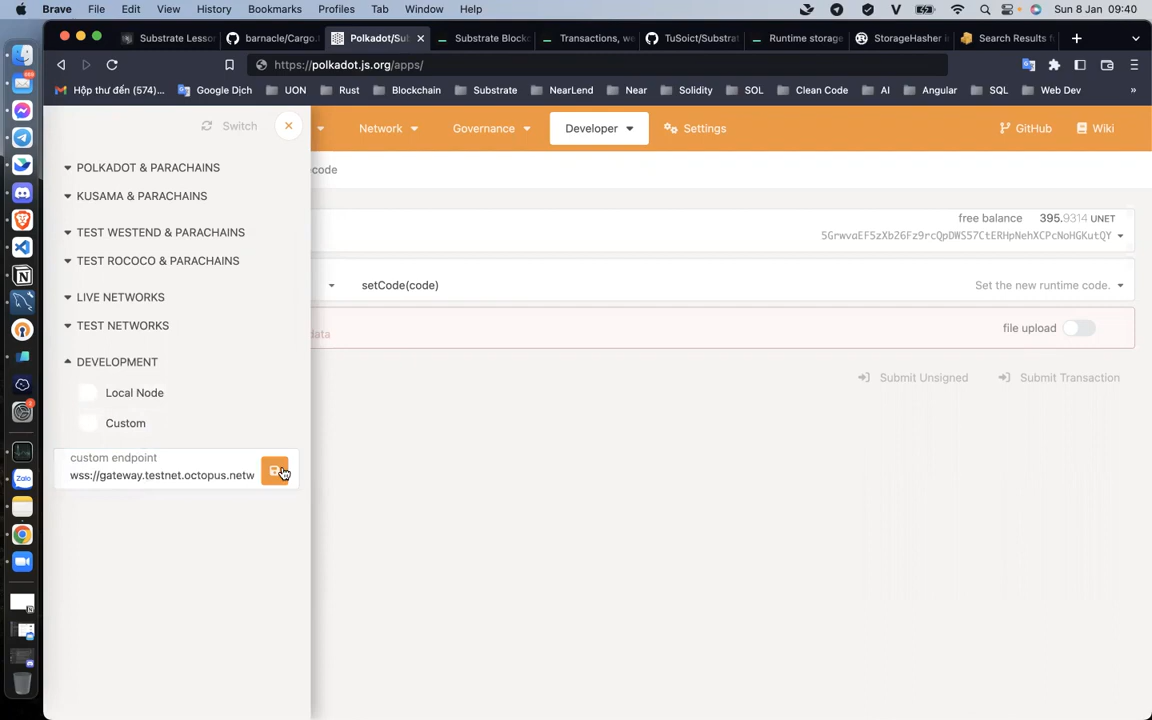 Brave File Edit View History Bookmarks Profiles Tab Window Help Sun 8 Jan 09:40
Substrate Lesso barnacle/Cargo.t Polkadot/Sub Substrate Block Transactions, we TuSoict/Substrat Runtime storage StorageHasher i Search Results f
https://polkadot.js.org/apps/
Hộp thư đến (574)... Google Dịch UON Rust Blockchain Substrate NearLend Near Solidity SOL Clean Code AI Angular SQL Web Dev »
Switch Network Governance Developer Settings GitHub Wiki
POLKADOT & PARACHAINS code
KUSAMA & PARACHAINS
free balance 395.9314 UNET
TEST WESTEND & PARACHAINS 5GrwvaEF5zXb26Fz9rcQpDWS57CtERHpNehXCPcNoHGKutQY
TEST ROCOCO & PARACHAINS
setCode(code) Set the new runtime code.
LIVE NETWORKS
TEST NETWORKS data file upload
DEVELOPMENT
Submit Unsigned Submit Transaction
Local Node
Custom
custom endpoint
wss://gateway.testnet.octopus.netw